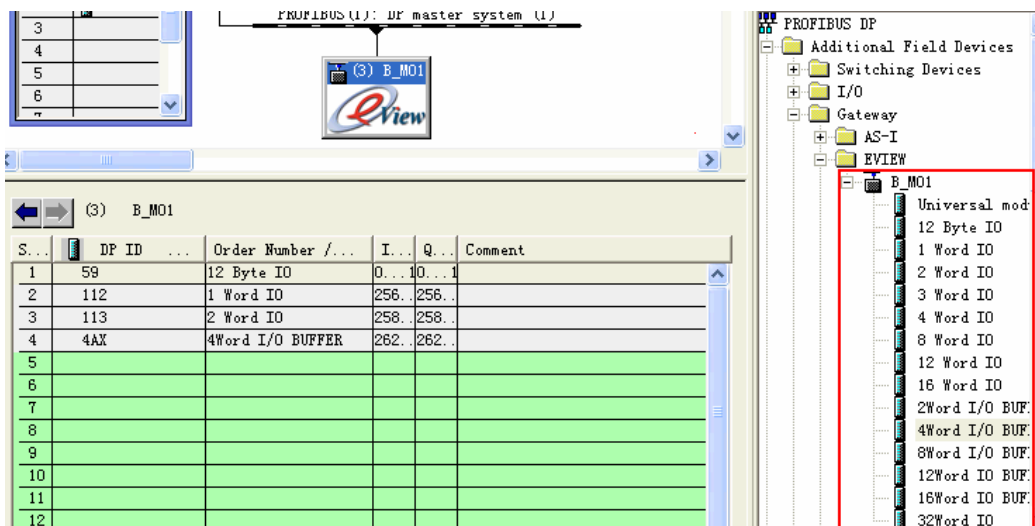 PROFIBUS(1): DP master system (1)
3
4
5
6
(3) B_MO1
eView
(3) B_MO1
S... DP ID ... Order Number /... I... Q... Comment
1 59 12 Byte IO 0...1 0...1
2 112 1 Word IO 256.. 256..
3 113 2 Word IO 258.. 258..
4 4AX 4Word I/O BUFFER 262.. 262..
5
6
7
8
9
10
11
12
PROFIBUS DP
Additional Field Devices
Switching Devices
I/O
Gateway
AS-I
EVIEW
B_MO1
Universal mod
12 Byte IO
1 Word IO
2 Word IO
3 Word IO
4 Word IO
8 Word IO
12 Word IO
16 Word IO
2Word I/O BUF
4Word I/O BUF
8Word I/O BUF
12Word IO BUF
16Word IO BUF
32Word IO